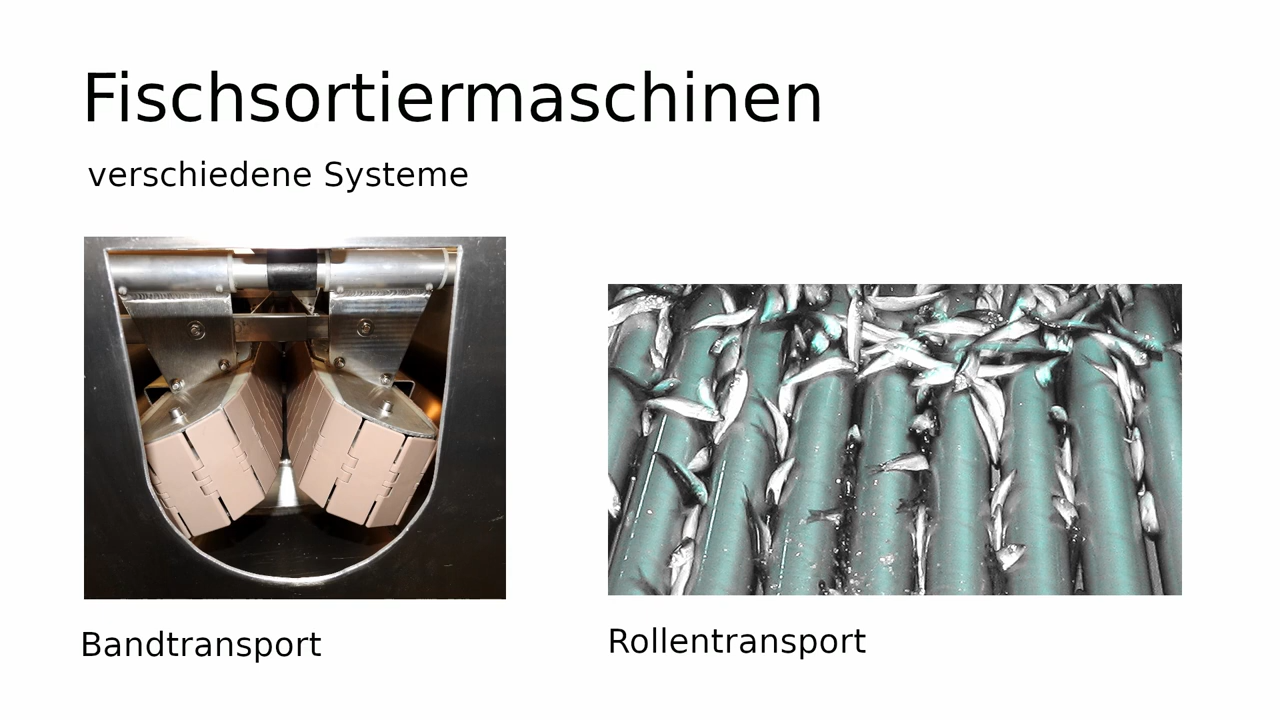 Fischsortiermaschinen
verschiedene Systeme
Bandtransport
Rollentransport